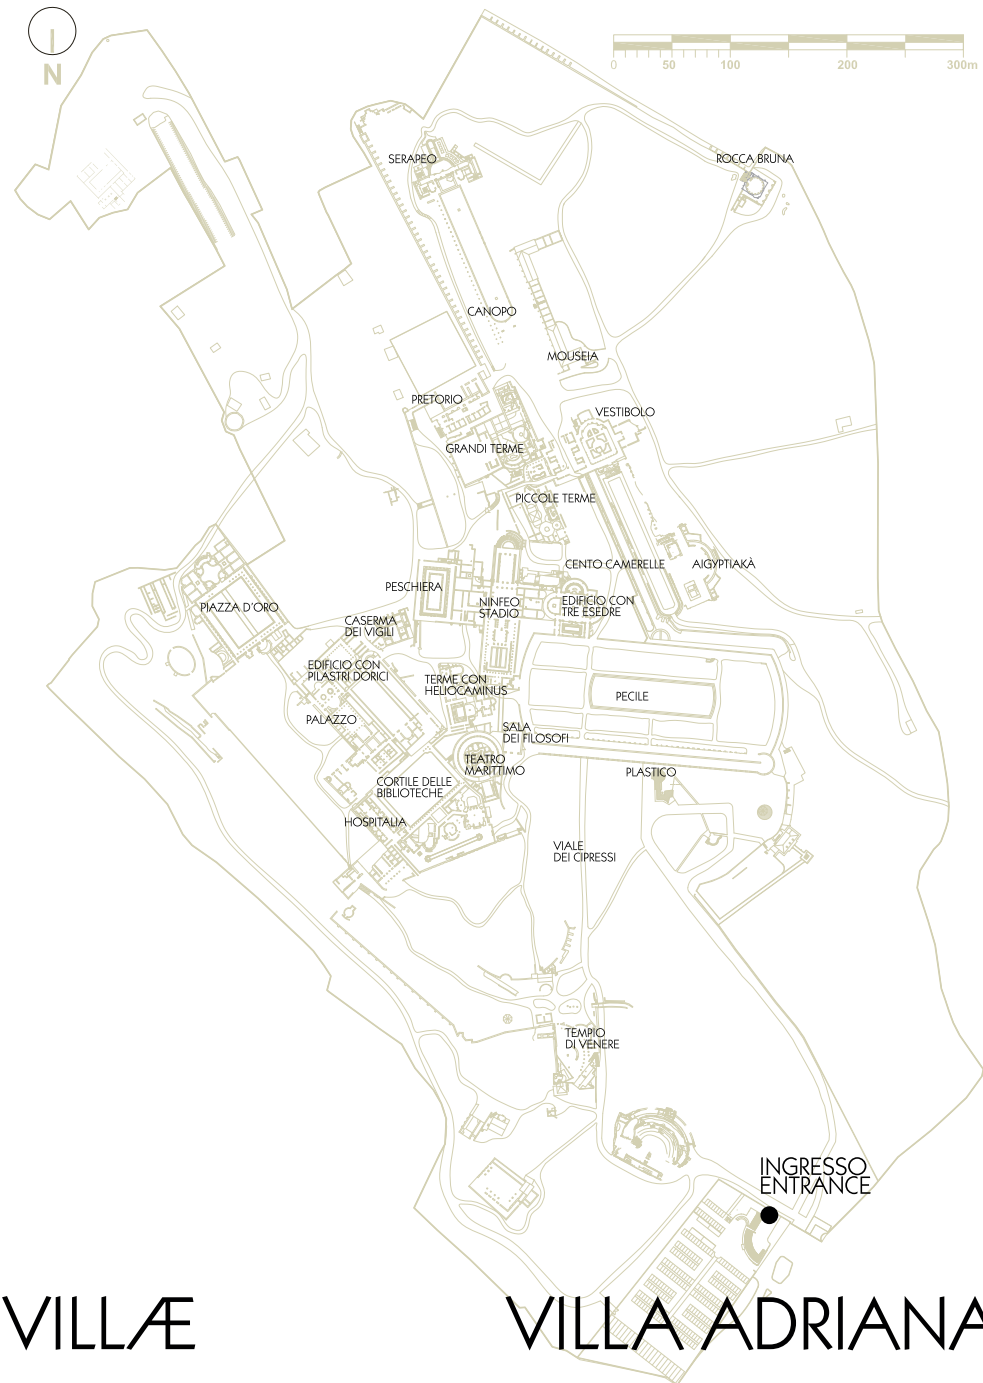 N
0 50 100 200 300m
SERAPEO
ROCCA BRUNA
CANOPO
MOUSEIA
PRETORIO
VESTIBOLO
GRANDI TERME
PICCOLE TERME
CENTO CAMERELLE
AIGYPTIAKÀ
PESCHIERA
NINFEO
STADIO
EDIFICIO CON
TRE ESEDRE
PIAZZA D'ORO
CASERMA
DEI VIGILI
EDIFICIO CON
PILASTRI DORICI
TERME CON
HELIOCAMINUS
PECILE
PALAZZO
SALA
DEI FILOSOFI
TEATRO
MARITTIMO
PLASTICO
CORTILE DELLE
BIBLIOTECHE
HOSPITALIA
VIALE
DEI CIPRESSI
TEMPIO
DI VENERE
INGRESSO
ENTRANCE
VILLÆ
VILLA ADRIANA